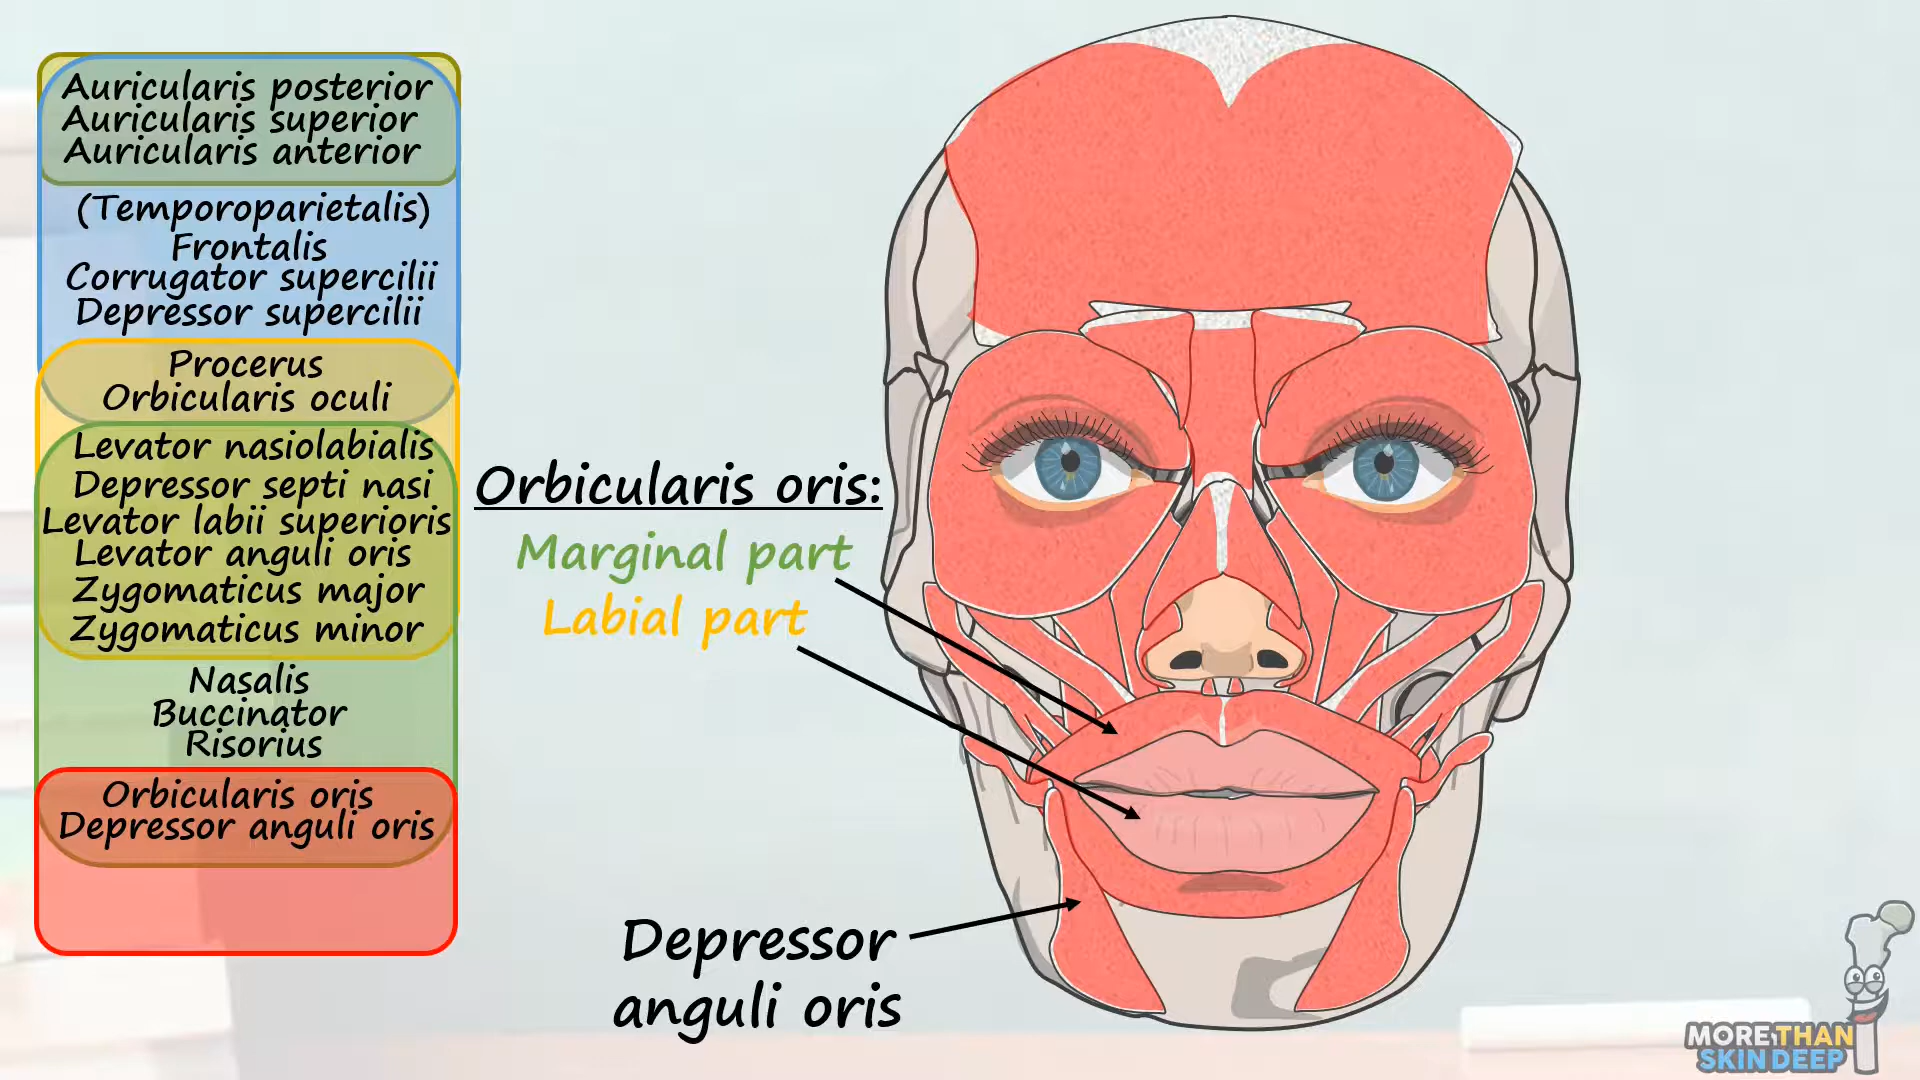 Auricularis posterior
Auricularis superior
Auricularis anterior
(Temporoparietalis)
Frontalis
Corrugator supercilii
Depressor supercilii
Procerus
Orbicularis oculi
Levator nasiolabialis
Depressor septi nasi
Levator labii superioris
Levator anguli oris
Zygomaticus major
Zygomaticus minor
Nasalis
Buccinator
Risorius
Orbicularis oris
Depressor anguli oris
Orbicularis oris:
Marginal part
Labial part
Depressor
anguli oris
MORE THAN
SKIN DEEP